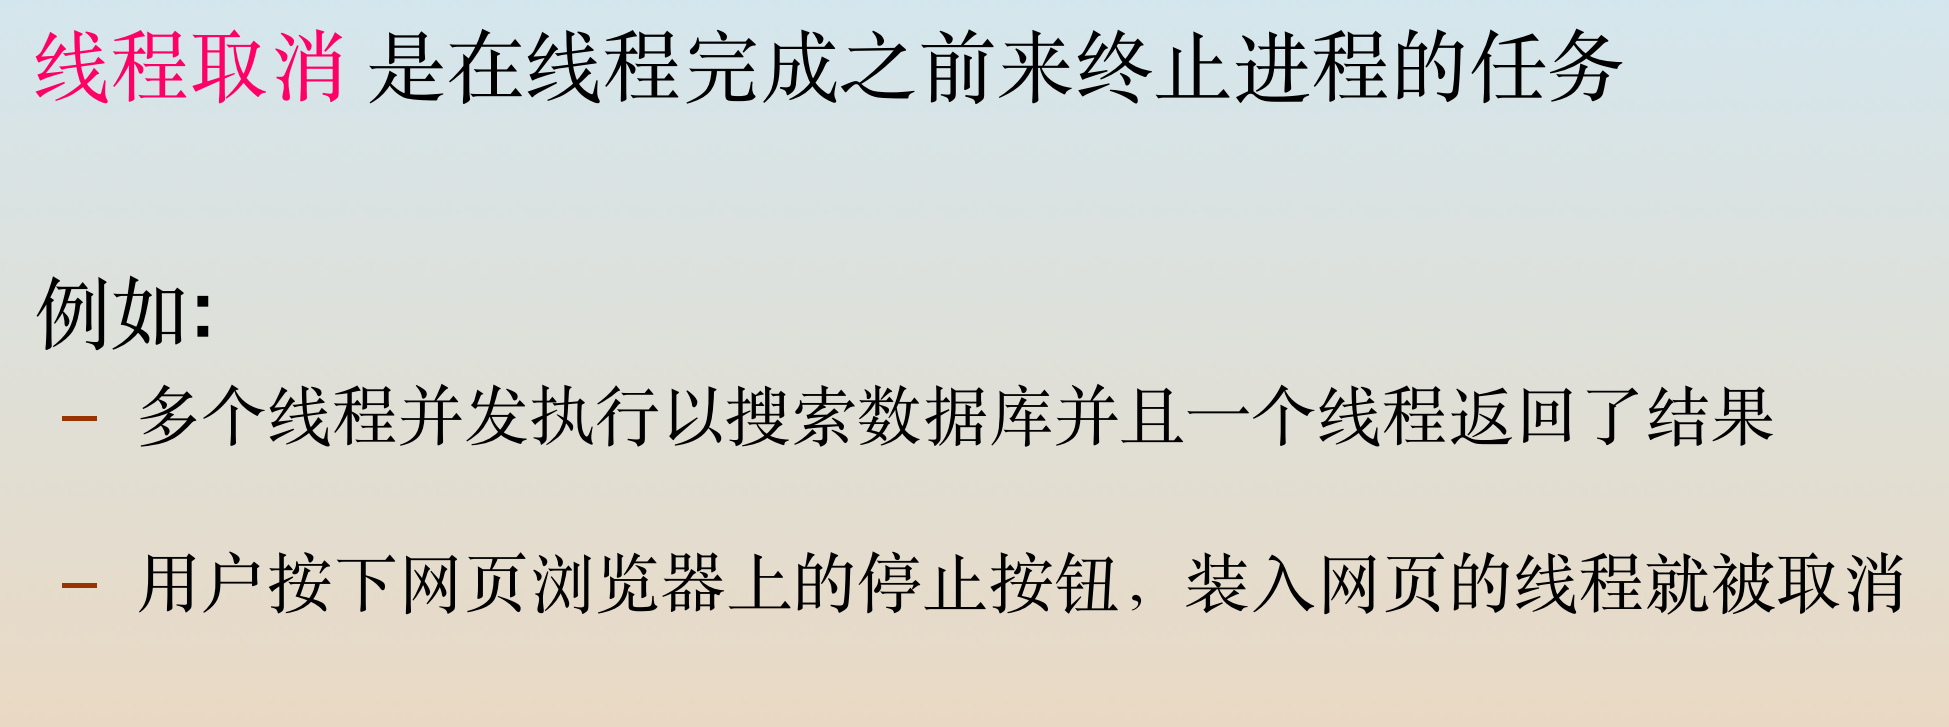 线程取消 是在线程完成之前来终止进程的任务
例如:
– 多个线程并发执行以搜索数据库并且一个线程返回了结果
– 用户按下网页浏览器上的停止按钮，装入网页的线程就被取消